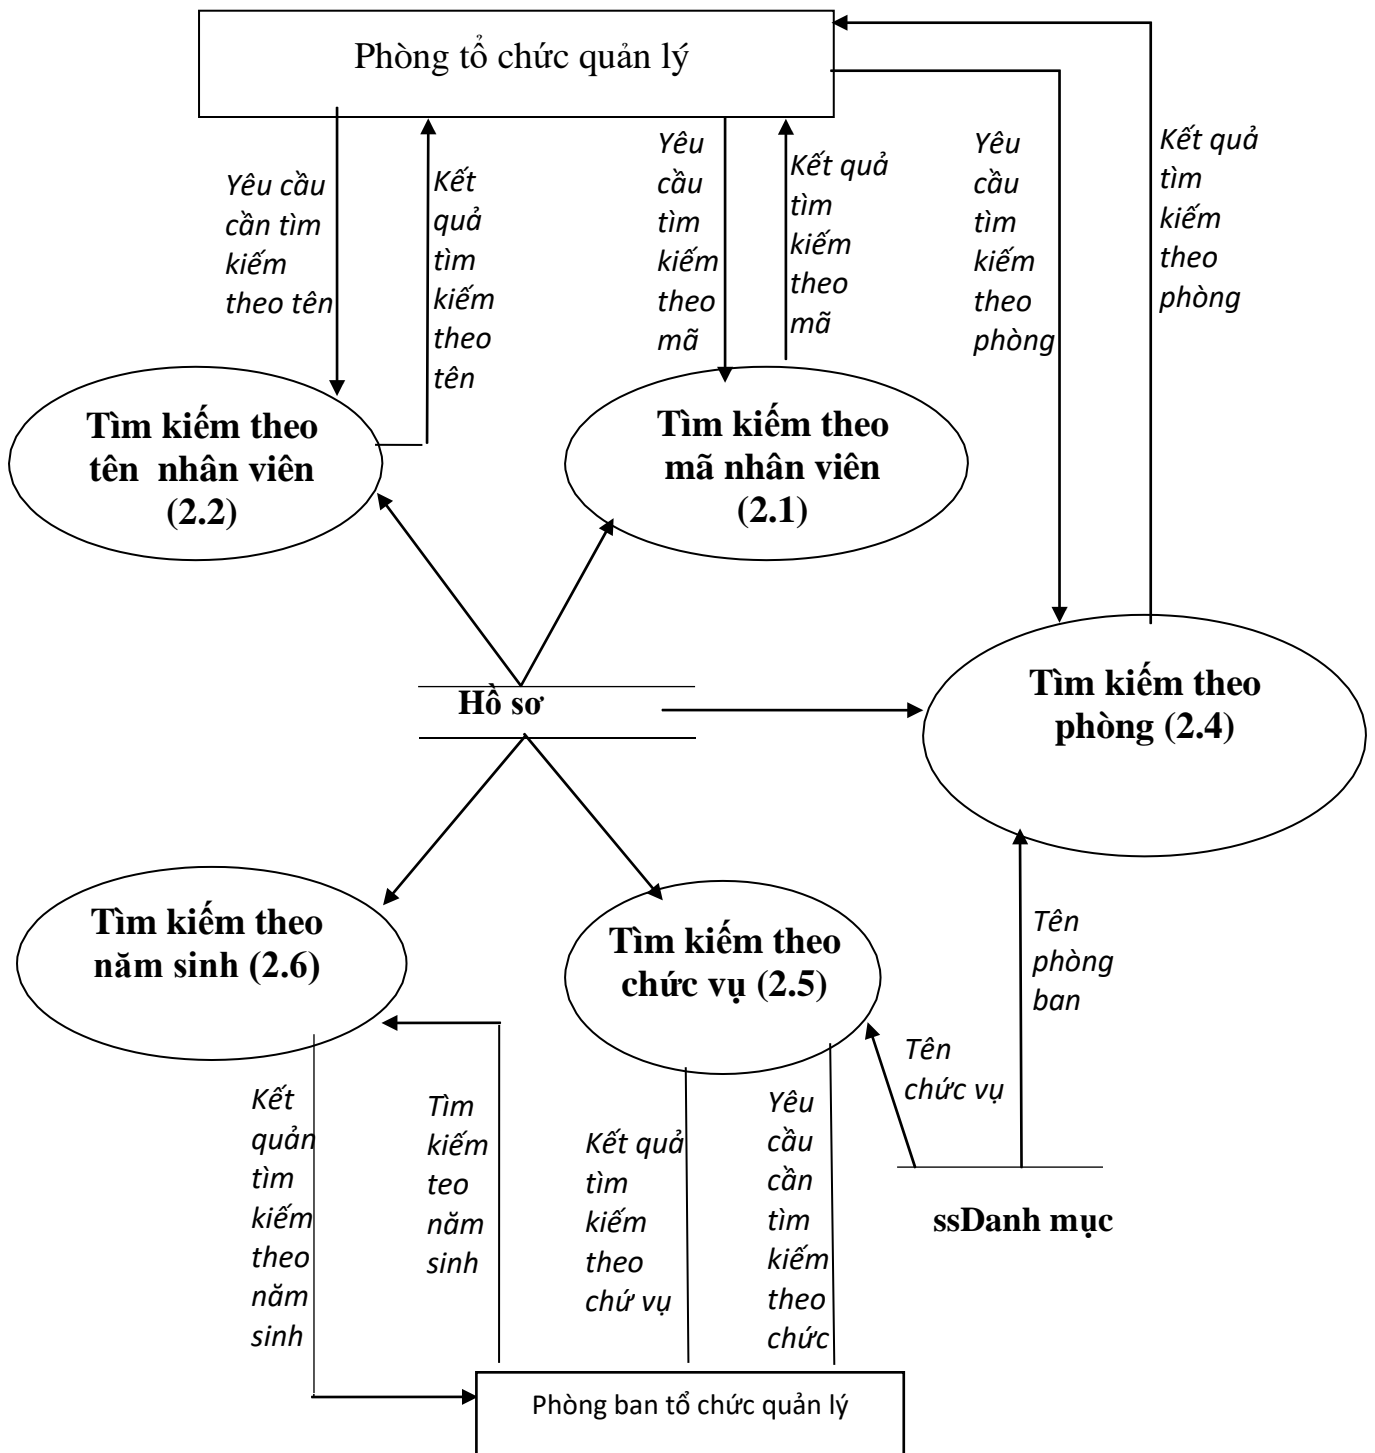 Phòng tổ chức quản lý
Yêu cầu
cần tìm
kiếm
theo tên
Kết
quả
tìm
kiếm
theo
tên
Yêu
cầu
tìm
kiếm
theo
mã
Kết quả
tìm
kiếm
theo
mã
Yêu
cầu
tìm
kiếm
theo
phòng
Kết quả
tìm
kiếm
theo
phòng
Tìm kiếm theo
tên nhân viên
(2.2)
Tìm kiếm theo
mã nhân viên
(2.1)
Hồ sơ
Tìm kiếm theo
phòng (2.4)
Tìm kiếm theo
năm sinh (2.6)
Tìm kiếm theo
chức vụ (2.5)
Tên
phòng
ban
Tên
chức vụ
Kết
quản
tìm
kiếm
theo
năm
sinh
Tìm
kiếm
teo
năm
sinh
Kết quả
tìm
kiếm
theo
chứ vụ
Yêu
cầu
cần
tìm
kiếm
theo
chức
ssDanh mục
Phòng ban tổ chức quản lý